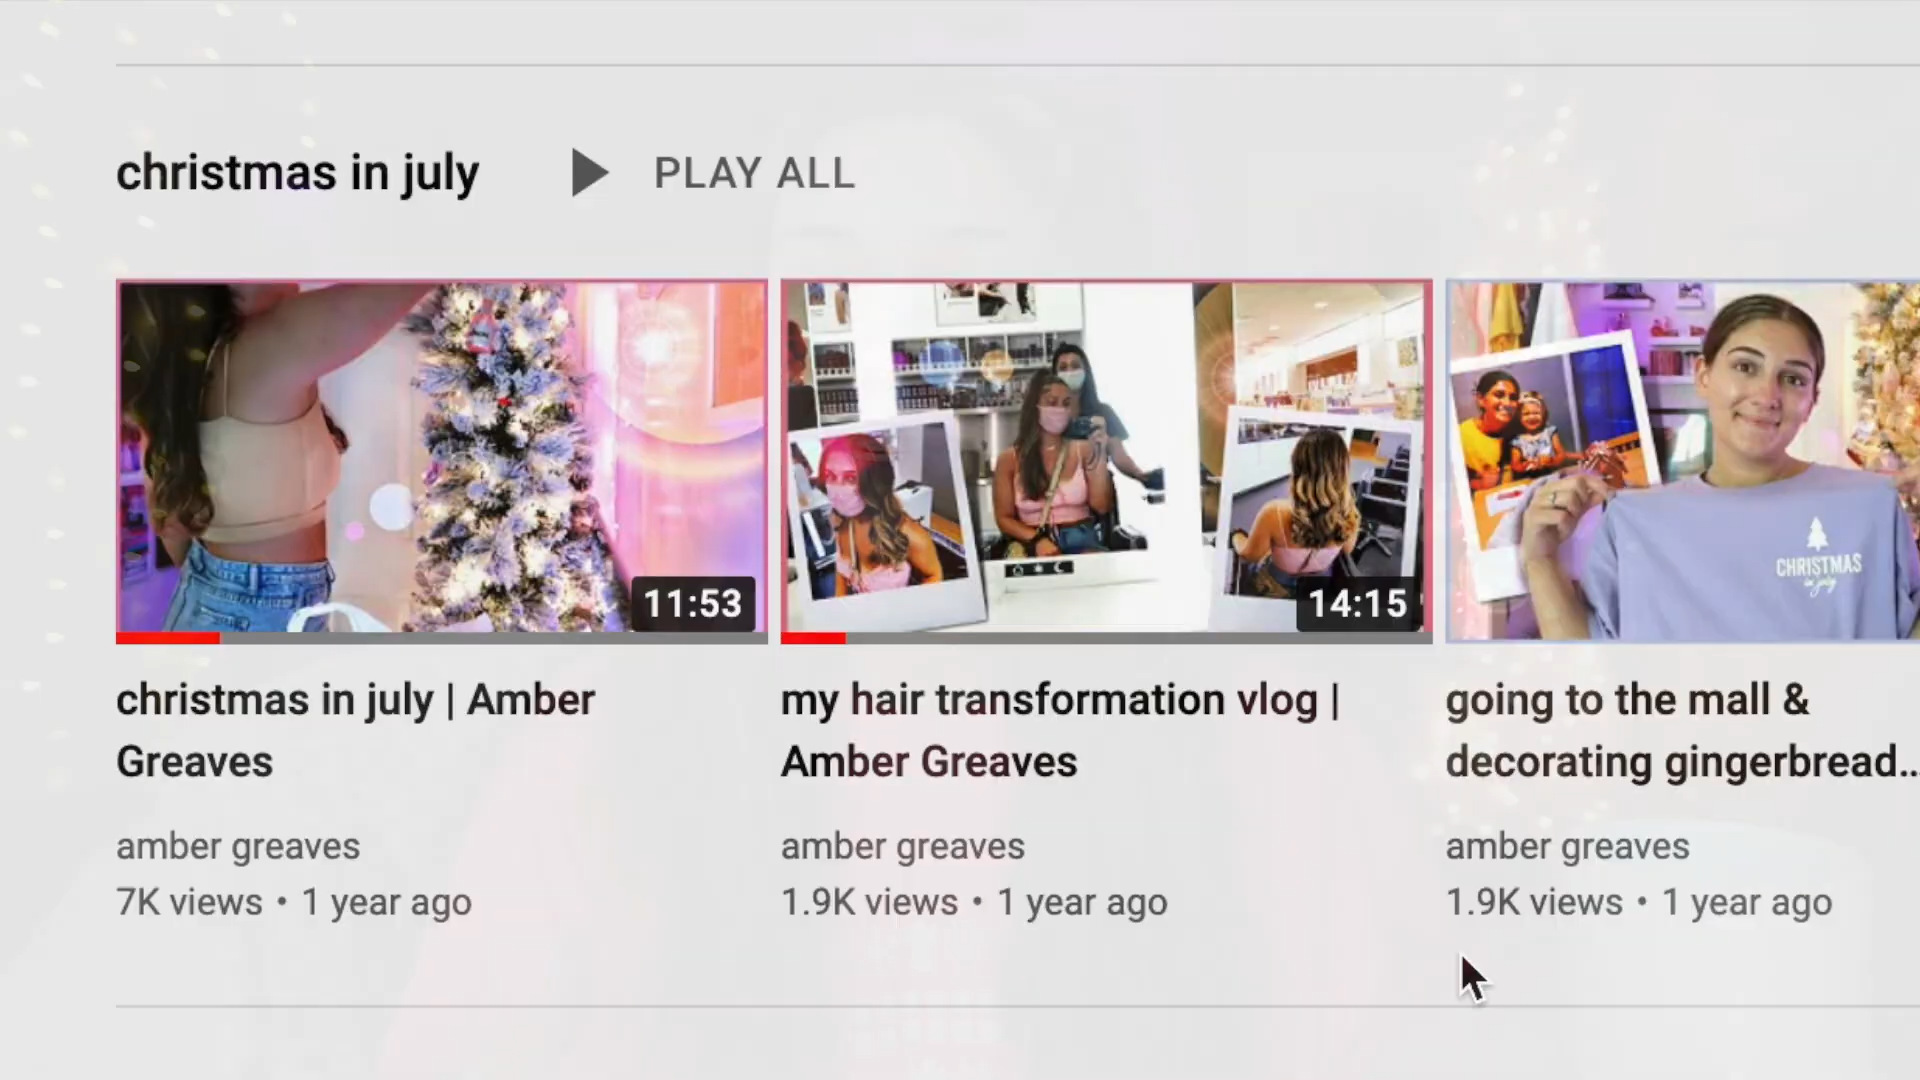 christmas in july
PLAY ALL
11:53
14:15
CHRISTMAS
in july
christmas in july | Amber
Greaves
amber greaves
7K views • 1 year ago
my hair transformation vlog |
Amber Greaves
amber greaves
1.9K views • 1 year ago
going to the mall &
decorating gingerbread...
amber greaves
1.9K views • 1 year ago